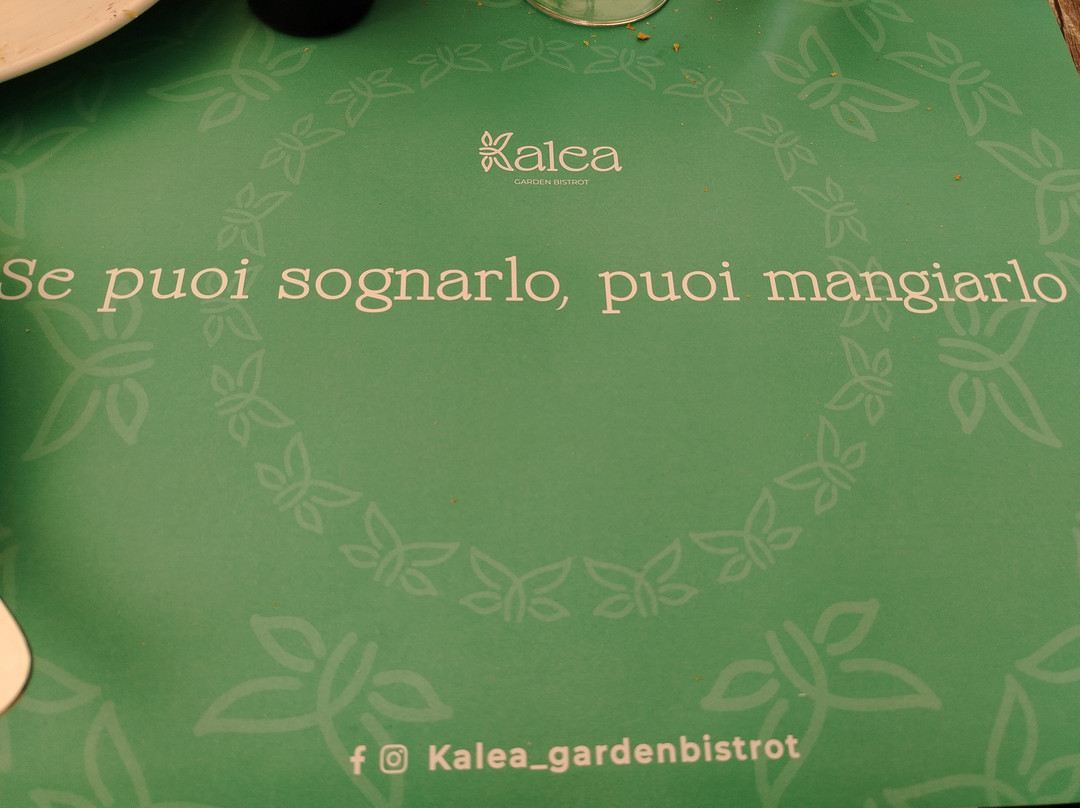 Kalea
GARDEN BISTROT
Se puoi sognarlo, puoi mangiarlo
Kalea_gardenbistrot